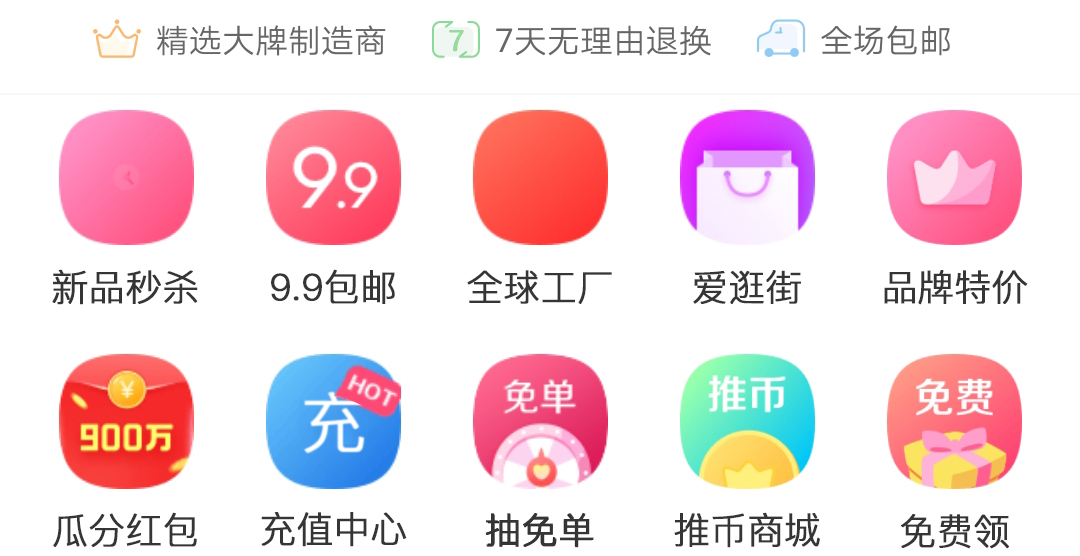 精选大牌制造商 7 7天无理由退换 全场包邮
9.9
新品秒杀 9.9包邮 全球工厂 爱逛街 品牌特价
¥ 900万 充 HOT 免单 推币 免费
瓜分红包 充值中心 抽免单 推币商城 免费领